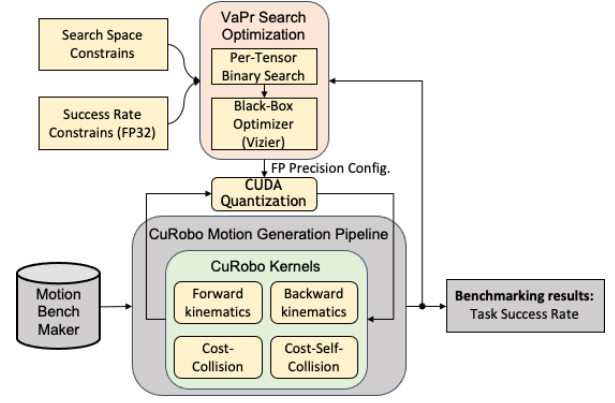 VaPr Search
Optimization
Search Space
Constrains
Per-Tensor
Binary Search
Success Rate
Constrains (FP32)
Black-Box
Optimizer
(Vizier)
FP Precision Config.
CUDA
Quantization
CuRobo Motion Generation Pipeline
CuRobo Kernels
Motion
Bench
Maker
Forward
kinematics
Backward
kinematics
Cost-
Collision
Cost-Self-
Collision
Benchmarking results:
Task Success Rate